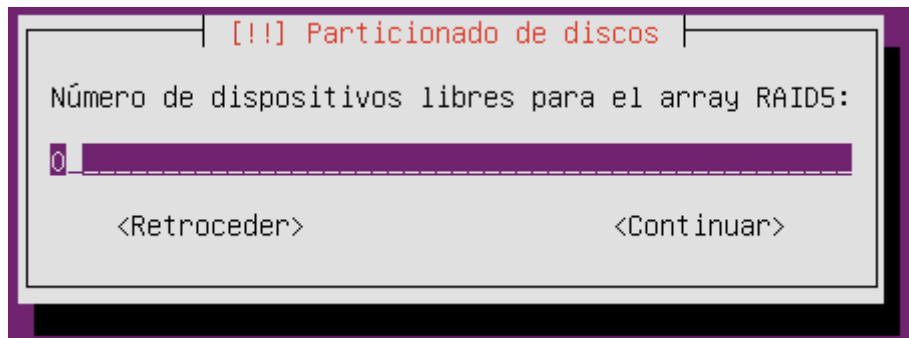 [!!] Particionado de discos
Número de dispositivos libres para el array RAID5:
0
<Retroceder> <Continuar>